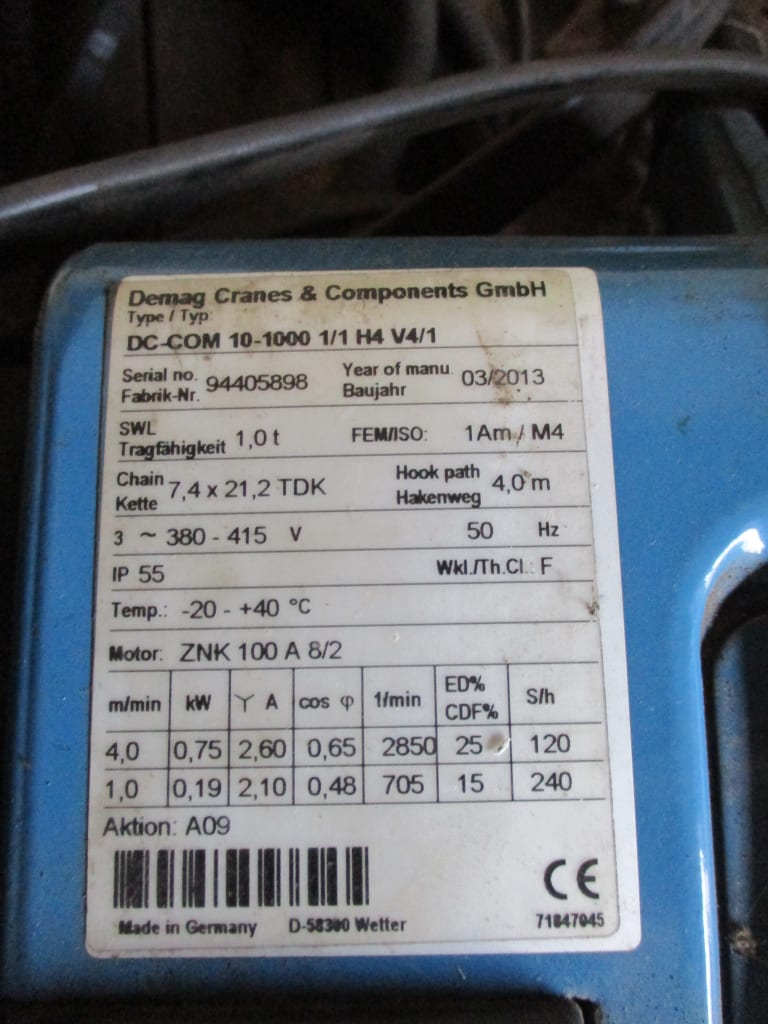 Demag Cranes & Components GmbH
Type / Typ:
DC-COM 10-1000 1/1 H4 V4/1
Serial no. 94405898 Year of manu. 03/2013
Fabrik-Nr. Baujahr
SWL
Tragfähigkeit 1,0 t FEM/ISO: 1Am / M4
Chain Hook path
Kette 7,4 x 21,2 TDK Hakenweg 4,0 m
3 ~ 380 - 415 V 50 Hz
IP 55 Wkl./Th.Cl.: F
Temp.: -20 - +40 °C
Motor: ZNK 100 A 8/2
m/min kW Y A cos φ 1/min ED% CDF% S/h
4,0 0,75 2,60 0,65 2850 25 120
1,0 0,19 2,10 0,48 705 15 240
Aktion: A09
CE
Made in Germany D-58300 Wetter 71847045